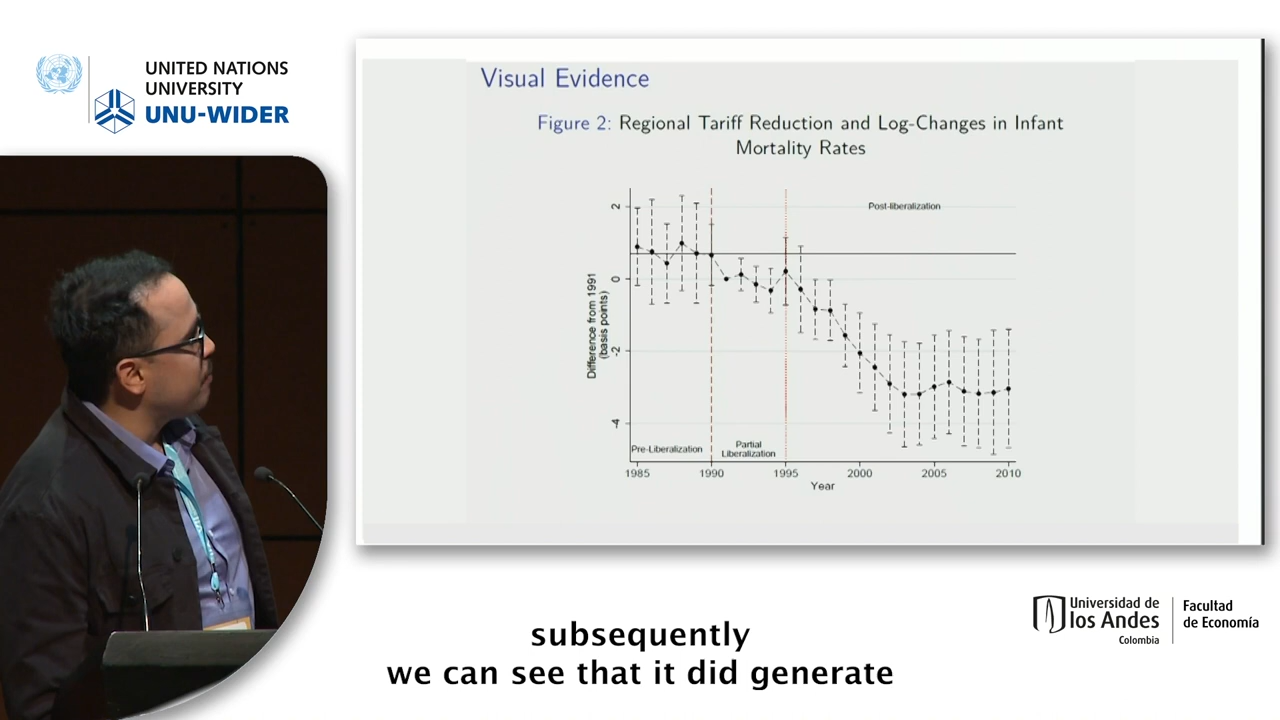 UNITED NATIONS
UNIVERSITY
UNU-WIDER
Visual Evidence
Figure 2: Regional Tariff Reduction and Log-Changes in Infant
Mortality Rates
Difference from 1991
(basis points)
2
0
-2
-4
Post-liberalization
Pre-Liberalization
Partial
Liberalization
1985
1990
1995
2000
2005
2010
Year
subsequently
we can see that it did generate
Universidad de
los Andes
Colombia
Facultad
de Economía